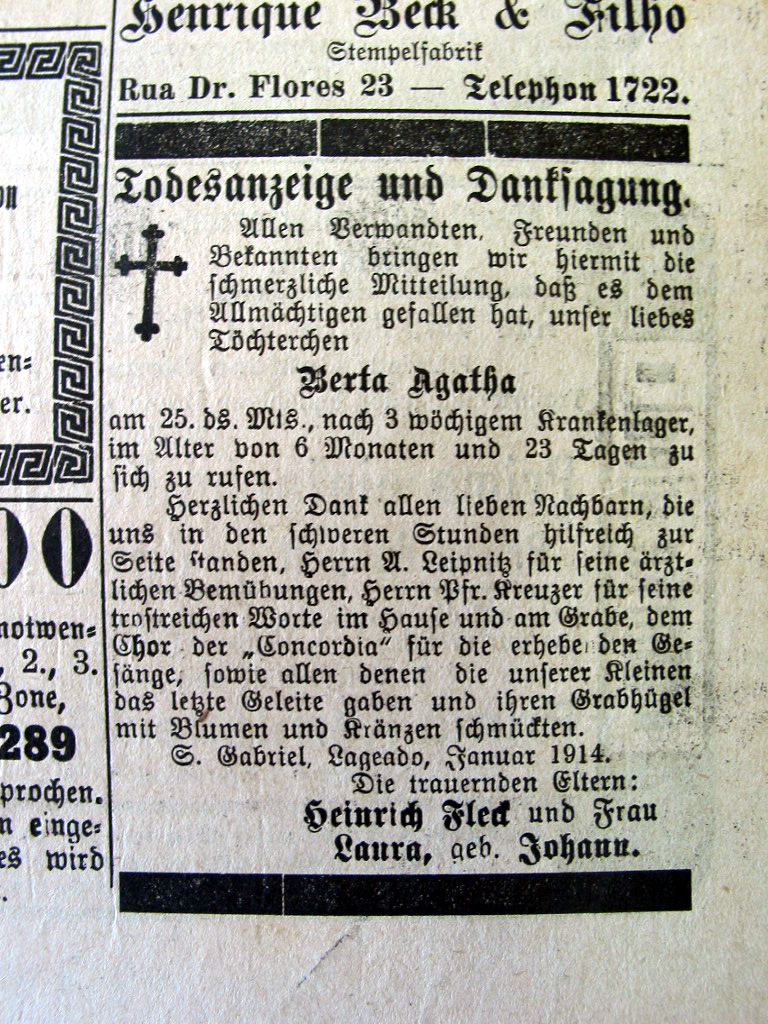 Henrique Beck & Filho
Stempelfabrik
Rua Dr. Flores 23 — Telephon 1722.
Todesanzeige und Danksagung.
Allen Verwandten, Freunden und
Bekannten bringen wir hiermit die
schmerzliche Mitteilung, daß es dem
Allmächtigen gefallen hat, unser liebes
Töchterchen
Berta Agatha
am 25. ds. Mts., nach 3 wöchigem Krankenlager,
im Alter von 6 Monaten und 23 Tagen zu
sich zu rufen.
Herzlichen Dank allen lieben Nachbarn, die
uns in den schweren Stunden hilfreich zur
Seite standen, Herrn A. Leipnitz für seine ärzt-
lichen Bemühungen, Herrn Pfr. Kreuzer für seine
trostreichen Worte im Hause und am Grabe, dem
Chor der „Concordia" für die erhebenden Ge-
sänge, sowie allen denen die unserer Kleinen
das letzte Geleite gaben und ihren Grabhügel
mit Blumen und Kränzen schmückten.
S. Gabriel, Lageado, Januar 1914.
Die trauernden Eltern:
Heinrich Fleck und Frau
Laura, geb. Johann.
on
en-
er.
00
notwen-
, 2., 3.
Zone,
289
prochen.
n einge-
es wird